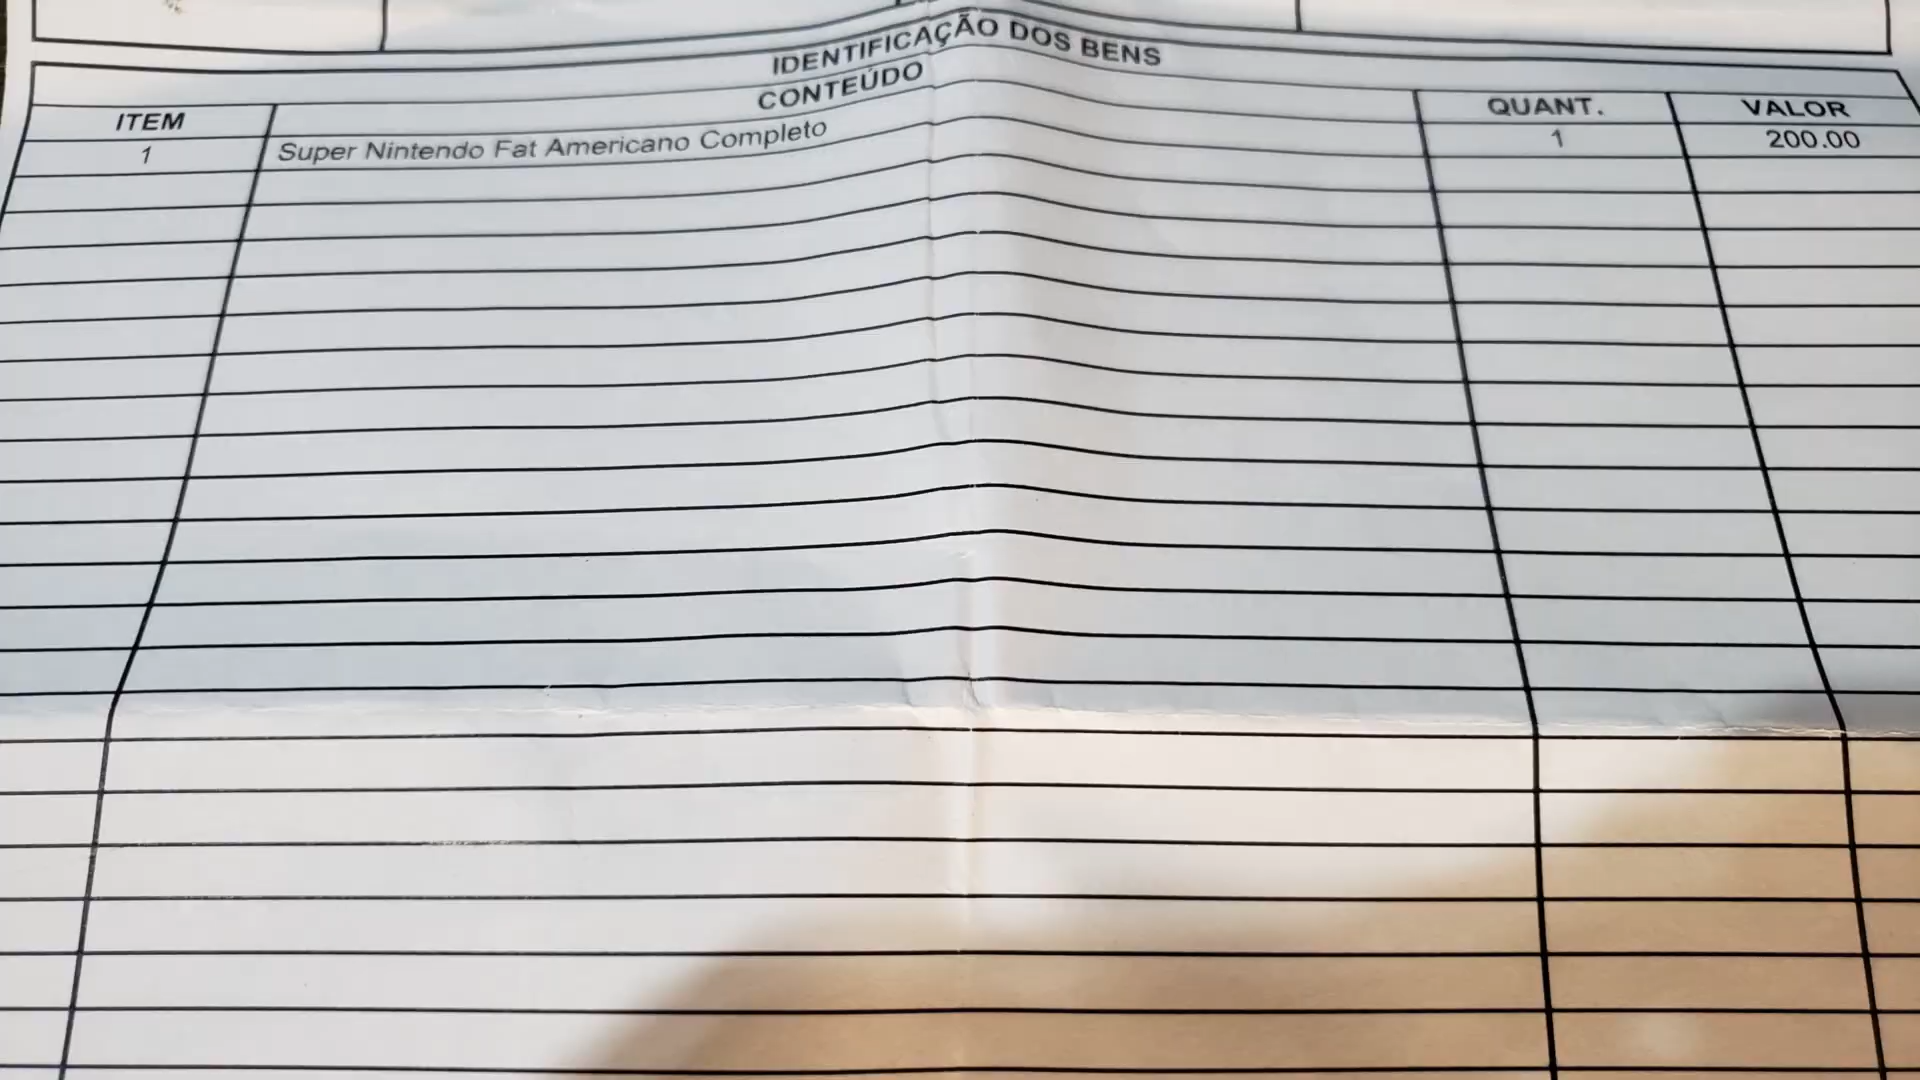 IDENTIFICAÇÃO DOS BENS
ITEM CONTEÚDO QUANT. VALOR
1 Super Nintendo Fat Americano Completo 1 200.00